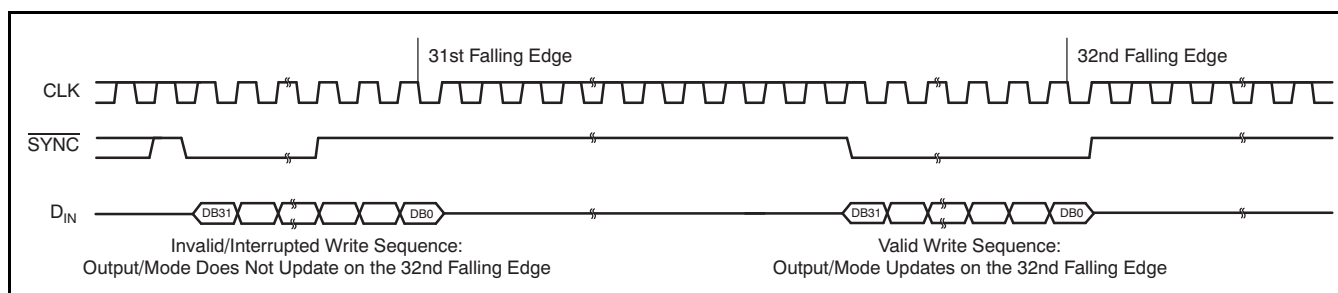 31st Falling Edge
32nd Falling Edge
CLK
SYNC
DIN
DB31
DB0
DB31
DB0
Invalid/Interrupted Write Sequence:
Output/Mode Does Not Update on the 32nd Falling Edge
Valid Write Sequence:
Output/Mode Updates on the 32nd Falling Edge